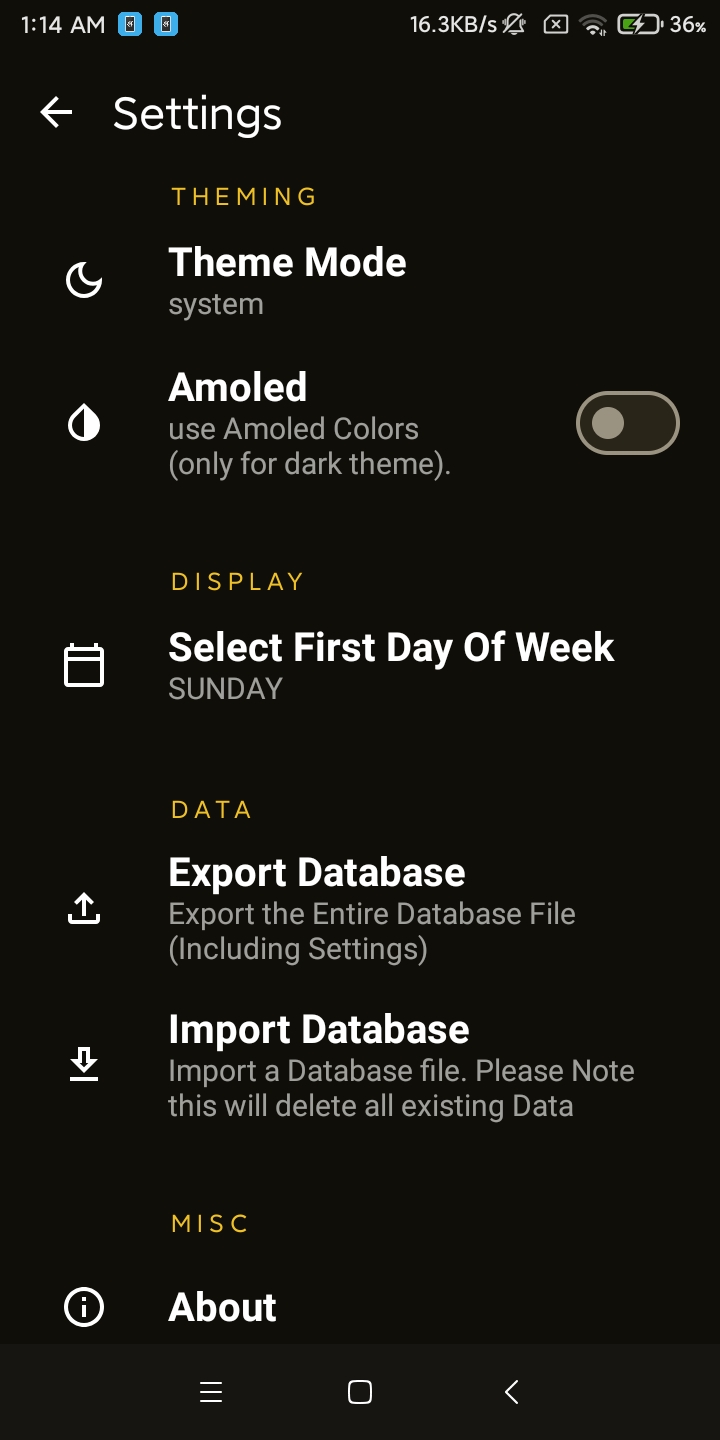 1:14 AM 16.3KB/s 36%
Settings
THEMING
Theme Mode
system
Amoled
use Amoled Colors
(only for dark theme).
DISPLAY
Select First Day Of Week
SUNDAY
DATA
Export Database
Export the Entire Database File
(Including Settings)
Import Database
Import a Database file. Please Note
this will delete all existing Data
MISC
About